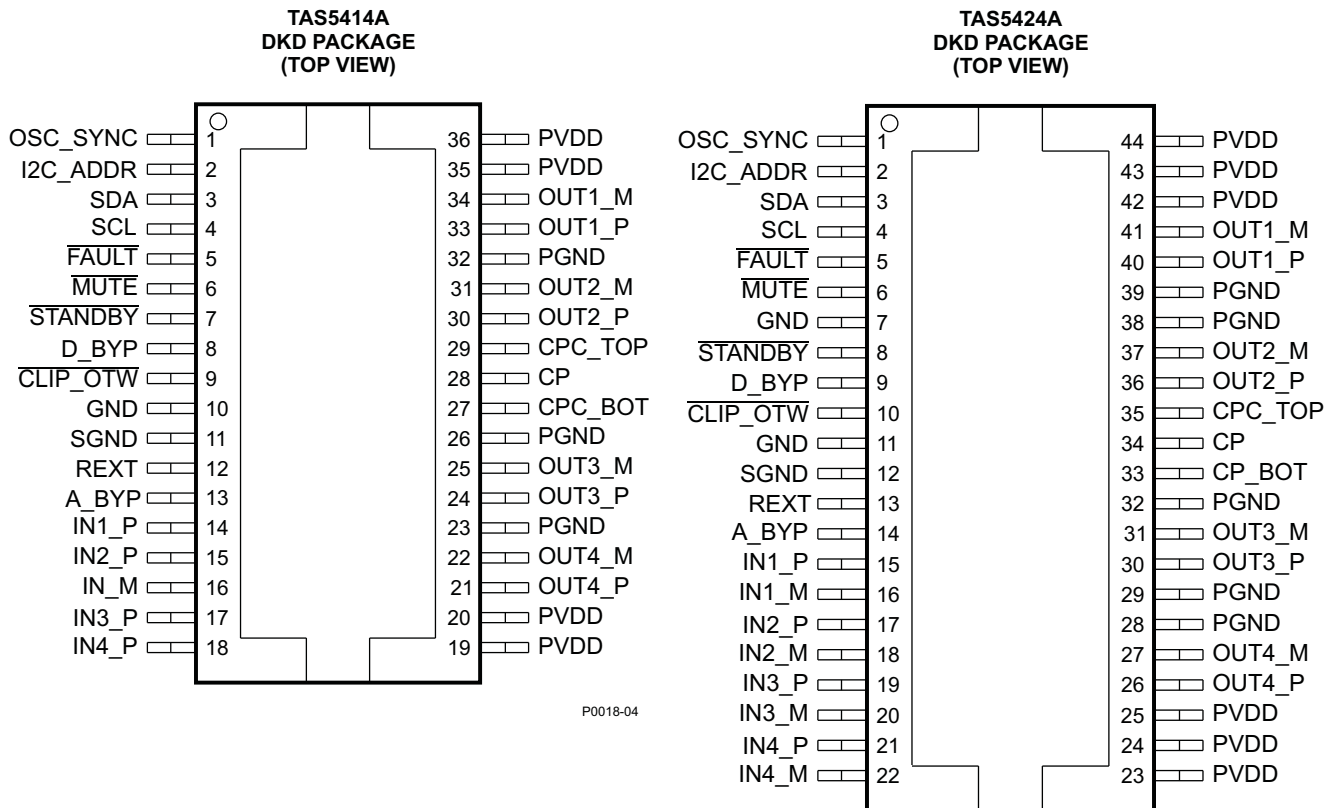 TAS5414A
DKD PACKAGE
(TOP VIEW)
OSC_SYNC 1 36 PVDD
I2C_ADDR 2 35 PVDD
SDA 3 34 OUT1_M
SCL 4 33 OUT1_P
FAULT 5 32 PGND
MUTE 6 31 OUT2_M
STANDBY 7 30 OUT2_P
D_BYP 8 29 CPC_TOP
CLIP_OTW 9 28 CP
GND 10 27 CPC_BOT
SGND 11 26 PGND
REXT 12 25 OUT3_M
A_BYP 13 24 OUT3_P
IN1_P 14 23 PGND
IN2_P 15 22 OUT4_M
IN_M 16 21 OUT4_P
IN3_P 17 20 PVDD
IN4_P 18 19 PVDD
P0018-04
TAS5424A
DKD PACKAGE
(TOP VIEW)
OSC_SYNC 1 44 PVDD
I2C_ADDR 2 43 PVDD
SDA 3 42 PVDD
SCL 4 41 OUT1_M
FAULT 5 40 OUT1_P
MUTE 6 39 PGND
GND 7 38 PGND
STANDBY 8 37 OUT2_M
D_BYP 9 36 OUT2_P
CLIP_OTW 10 35 CPC_TOP
GND 11 34 CP
SGND 12 33 CP_BOT
REXT 13 32 PGND
A_BYP 14 31 OUT3_M
IN1_P 15 30 OUT3_P
IN1_M 16 29 PGND
IN2_P 17 28 PGND
IN2_M 18 27 OUT4_M
IN3_P 19 26 OUT4_P
IN3_M 20 25 PVDD
IN4_P 21 24 PVDD
IN4_M 22 23 PVDD